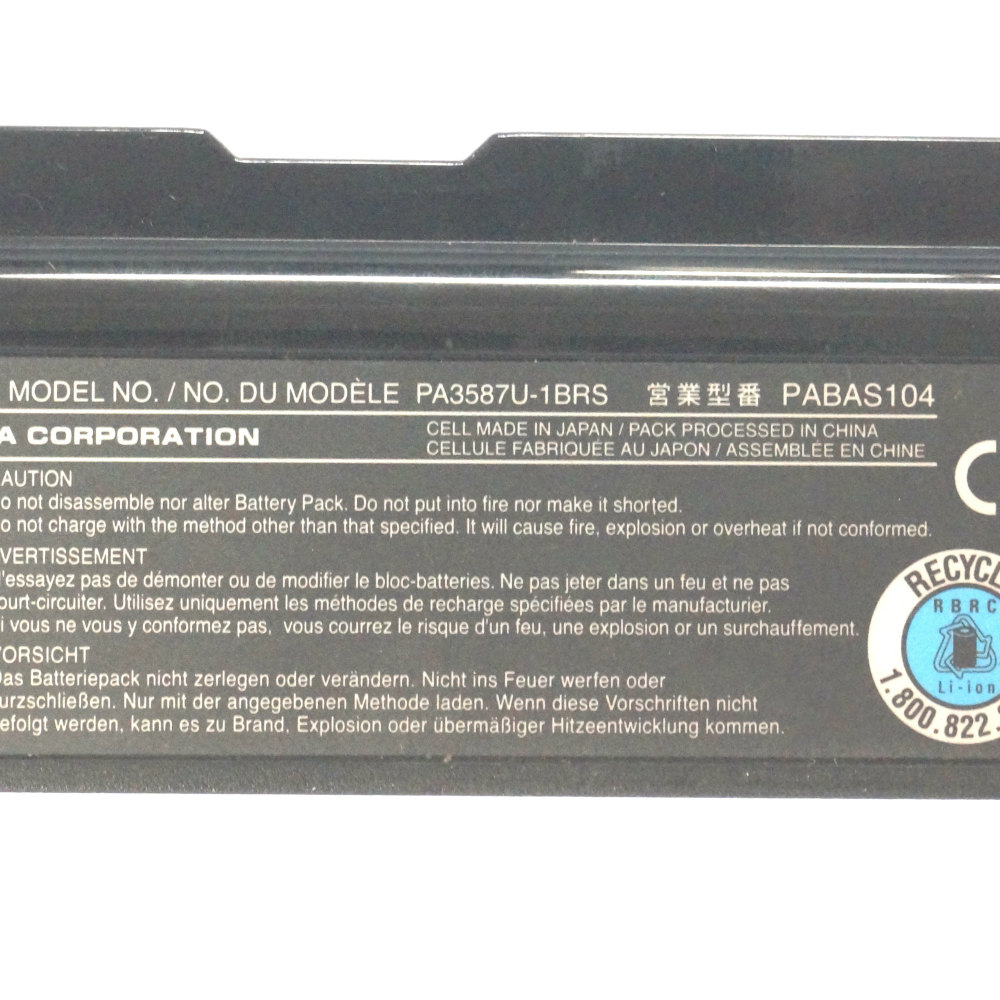 MODEL NO. / NO. DU MODÈLE PA3587U-1BRS 営業型番 PABAS104
A CORPORATION
CELL MADE IN JAPAN / PACK PROCESSED IN CHINA
CELLULE FABRIQUÉE AU JAPON / ASSEMBLÉE EN CHINE
AUTION
o not disassemble nor alter Battery Pack. Do not put into fire nor make it shorted.
o not charge with the method other than that specified. It will cause fire, explosion or overheat if not conformed.
VERTISSEMENT
'essayez pas de démonter ou de modifier le bloc-batteries. Ne pas jeter dans un feu et ne pas
ourt-circuiter. Utilisez uniquement les méthodes de recharge spécifiées par le manufacturier.
i vous ne vous y conformez pas, vous courrez le risque d'un feu, une explosion or un surchauffement.
ORSICHT
as Batteriepack nicht zerlegen oder verändern. Nicht ins Feuer werfen oder
urzschließen. Nur mit der angegebenen Methode laden. Wenn diese Vorschriften nicht
efolgt werden, kann es zu Brand, Explosion oder übermäßiger Hitzeentwicklung kommen.
C
RECYCL
RBRC
Li-ion
1.800.822.